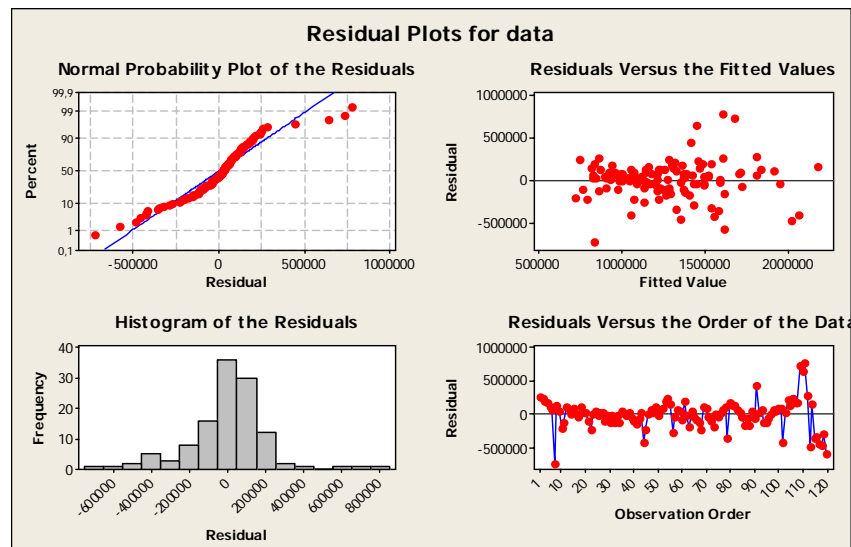 Residual Plots for data
Normal Probability Plot of the Residuals
99,9
99
90
50
10
1
0,1
Percent
-500000 0 500000 1000000
Residual
Residuals Versus the Fitted Values
1000000
500000
0
-500000
Residual
500000 1000000 1500000 2000000
Fitted Value
Histogram of the Residuals
40
30
20
10
0
Frequency
-600000 -400000 -200000 0 200000 400000 600000 800000
Residual
Residuals Versus the Order of the Data
1000000
500000
0
-500000
Residual
1 10 20 30 40 50 60 70 80 90 100 110 120
Observation Order